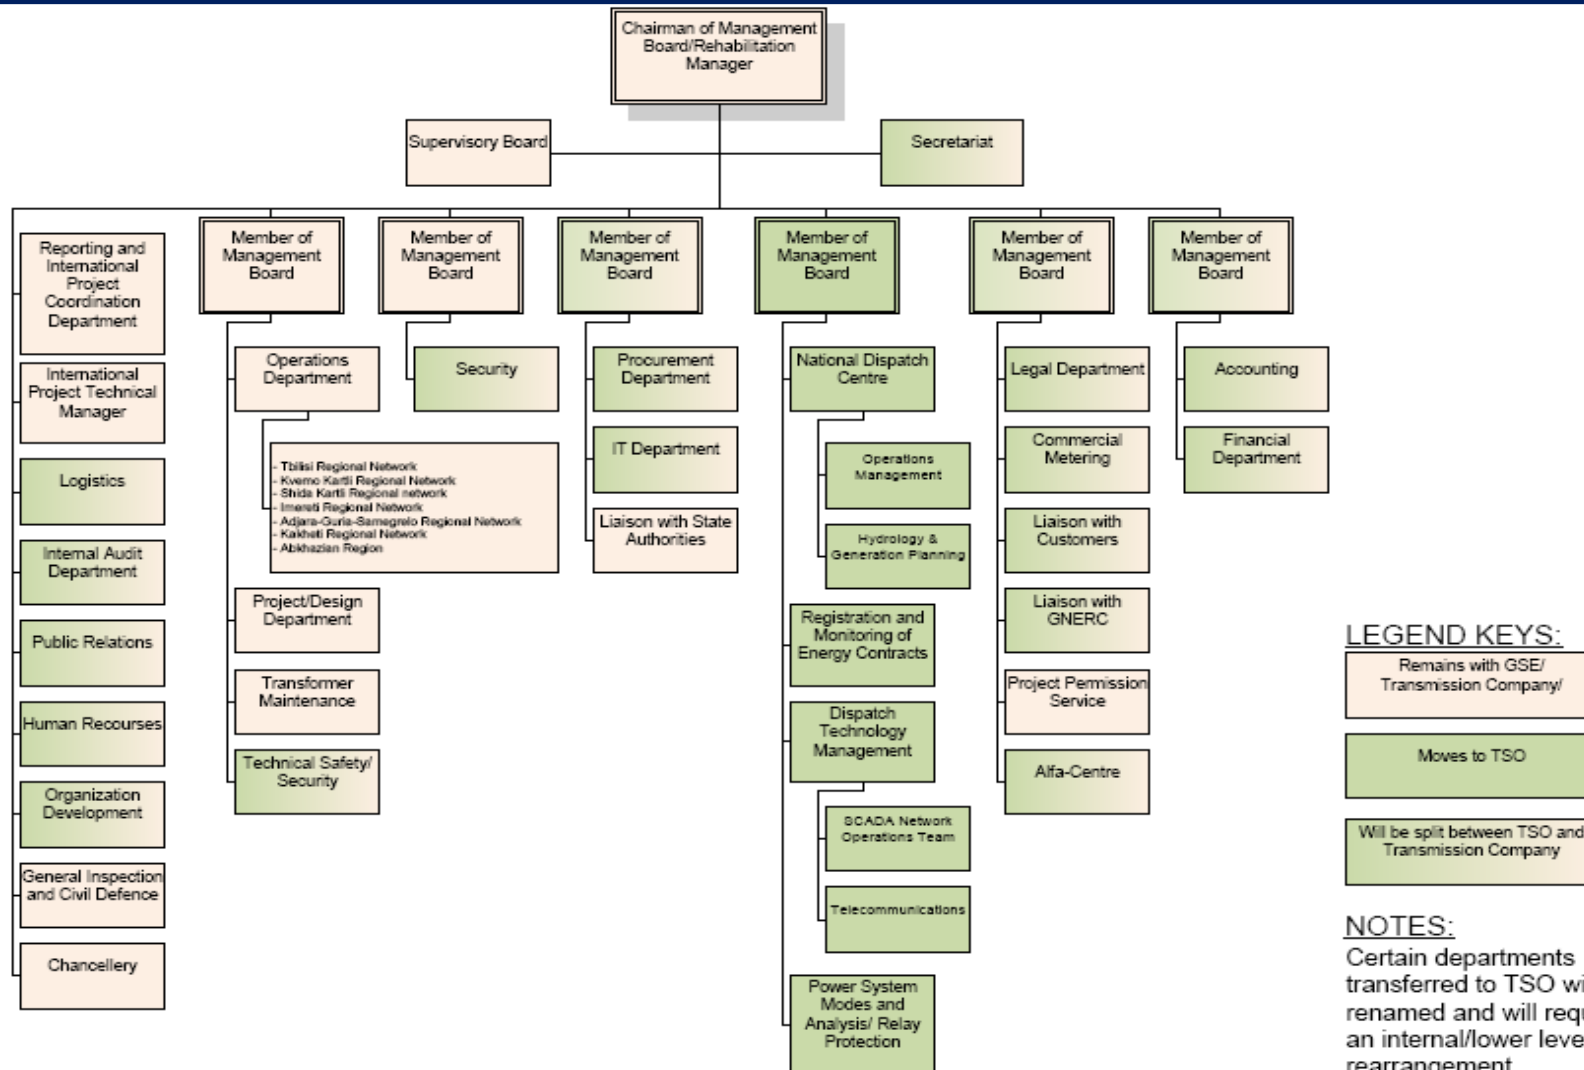 Chairman of Management
Board/Rehabilitation
Manager
Supervisory Board
Secretariat
Reporting and
International
Project
Coordination
Department
International
Project Technical
Manager
Logistics
Internal Audit
Department
Public Relations
Human Recourses
Organization
Development
General Inspection
and Civil Defence
Chancellery
Member of
Management
Board
Operations
Department
- Tbilisi Regional Network
- Kvemo Kartli Regional Network
- Shida Kartli Regional network
- Imereti Regional Network
- Adjara-Guria-Samegrelo Regional Network
- Kakheti Regional Network
- Abkhazian Region
Project/Design
Department
Transformer
Maintenance
Technical Safety/
Security
Member of
Management
Board
Security
Member of
Management
Board
Procurement
Department
IT Department
Liaison with State
Authorities
Member of
Management
Board
National Dispatch
Centre
Operations
Management
Hydrology &
Generation Planning
Registration and
Monitoring of
Energy Contracts
Dispatch
Technology
Management
SCADA Network
Operations Team
Telecommunications
Power System
Modes and
Analysis/ Relay
Protection
Member of
Management
Board
Legal Department
Commercial
Metering
Liaison with
Customers
Liaison with
GNERC
Project Permission
Service
Alfa-Centre
Member of
Management
Board
Accounting
Financial
Department
LEGEND KEYS:
Remains with GSE/
Transmission Company/
Moves to TSO
Will be split between TSO and
Transmission Company
NOTES:
Certain departments
transferred to TSO
renamed and will
an internal/lower
rearrangement